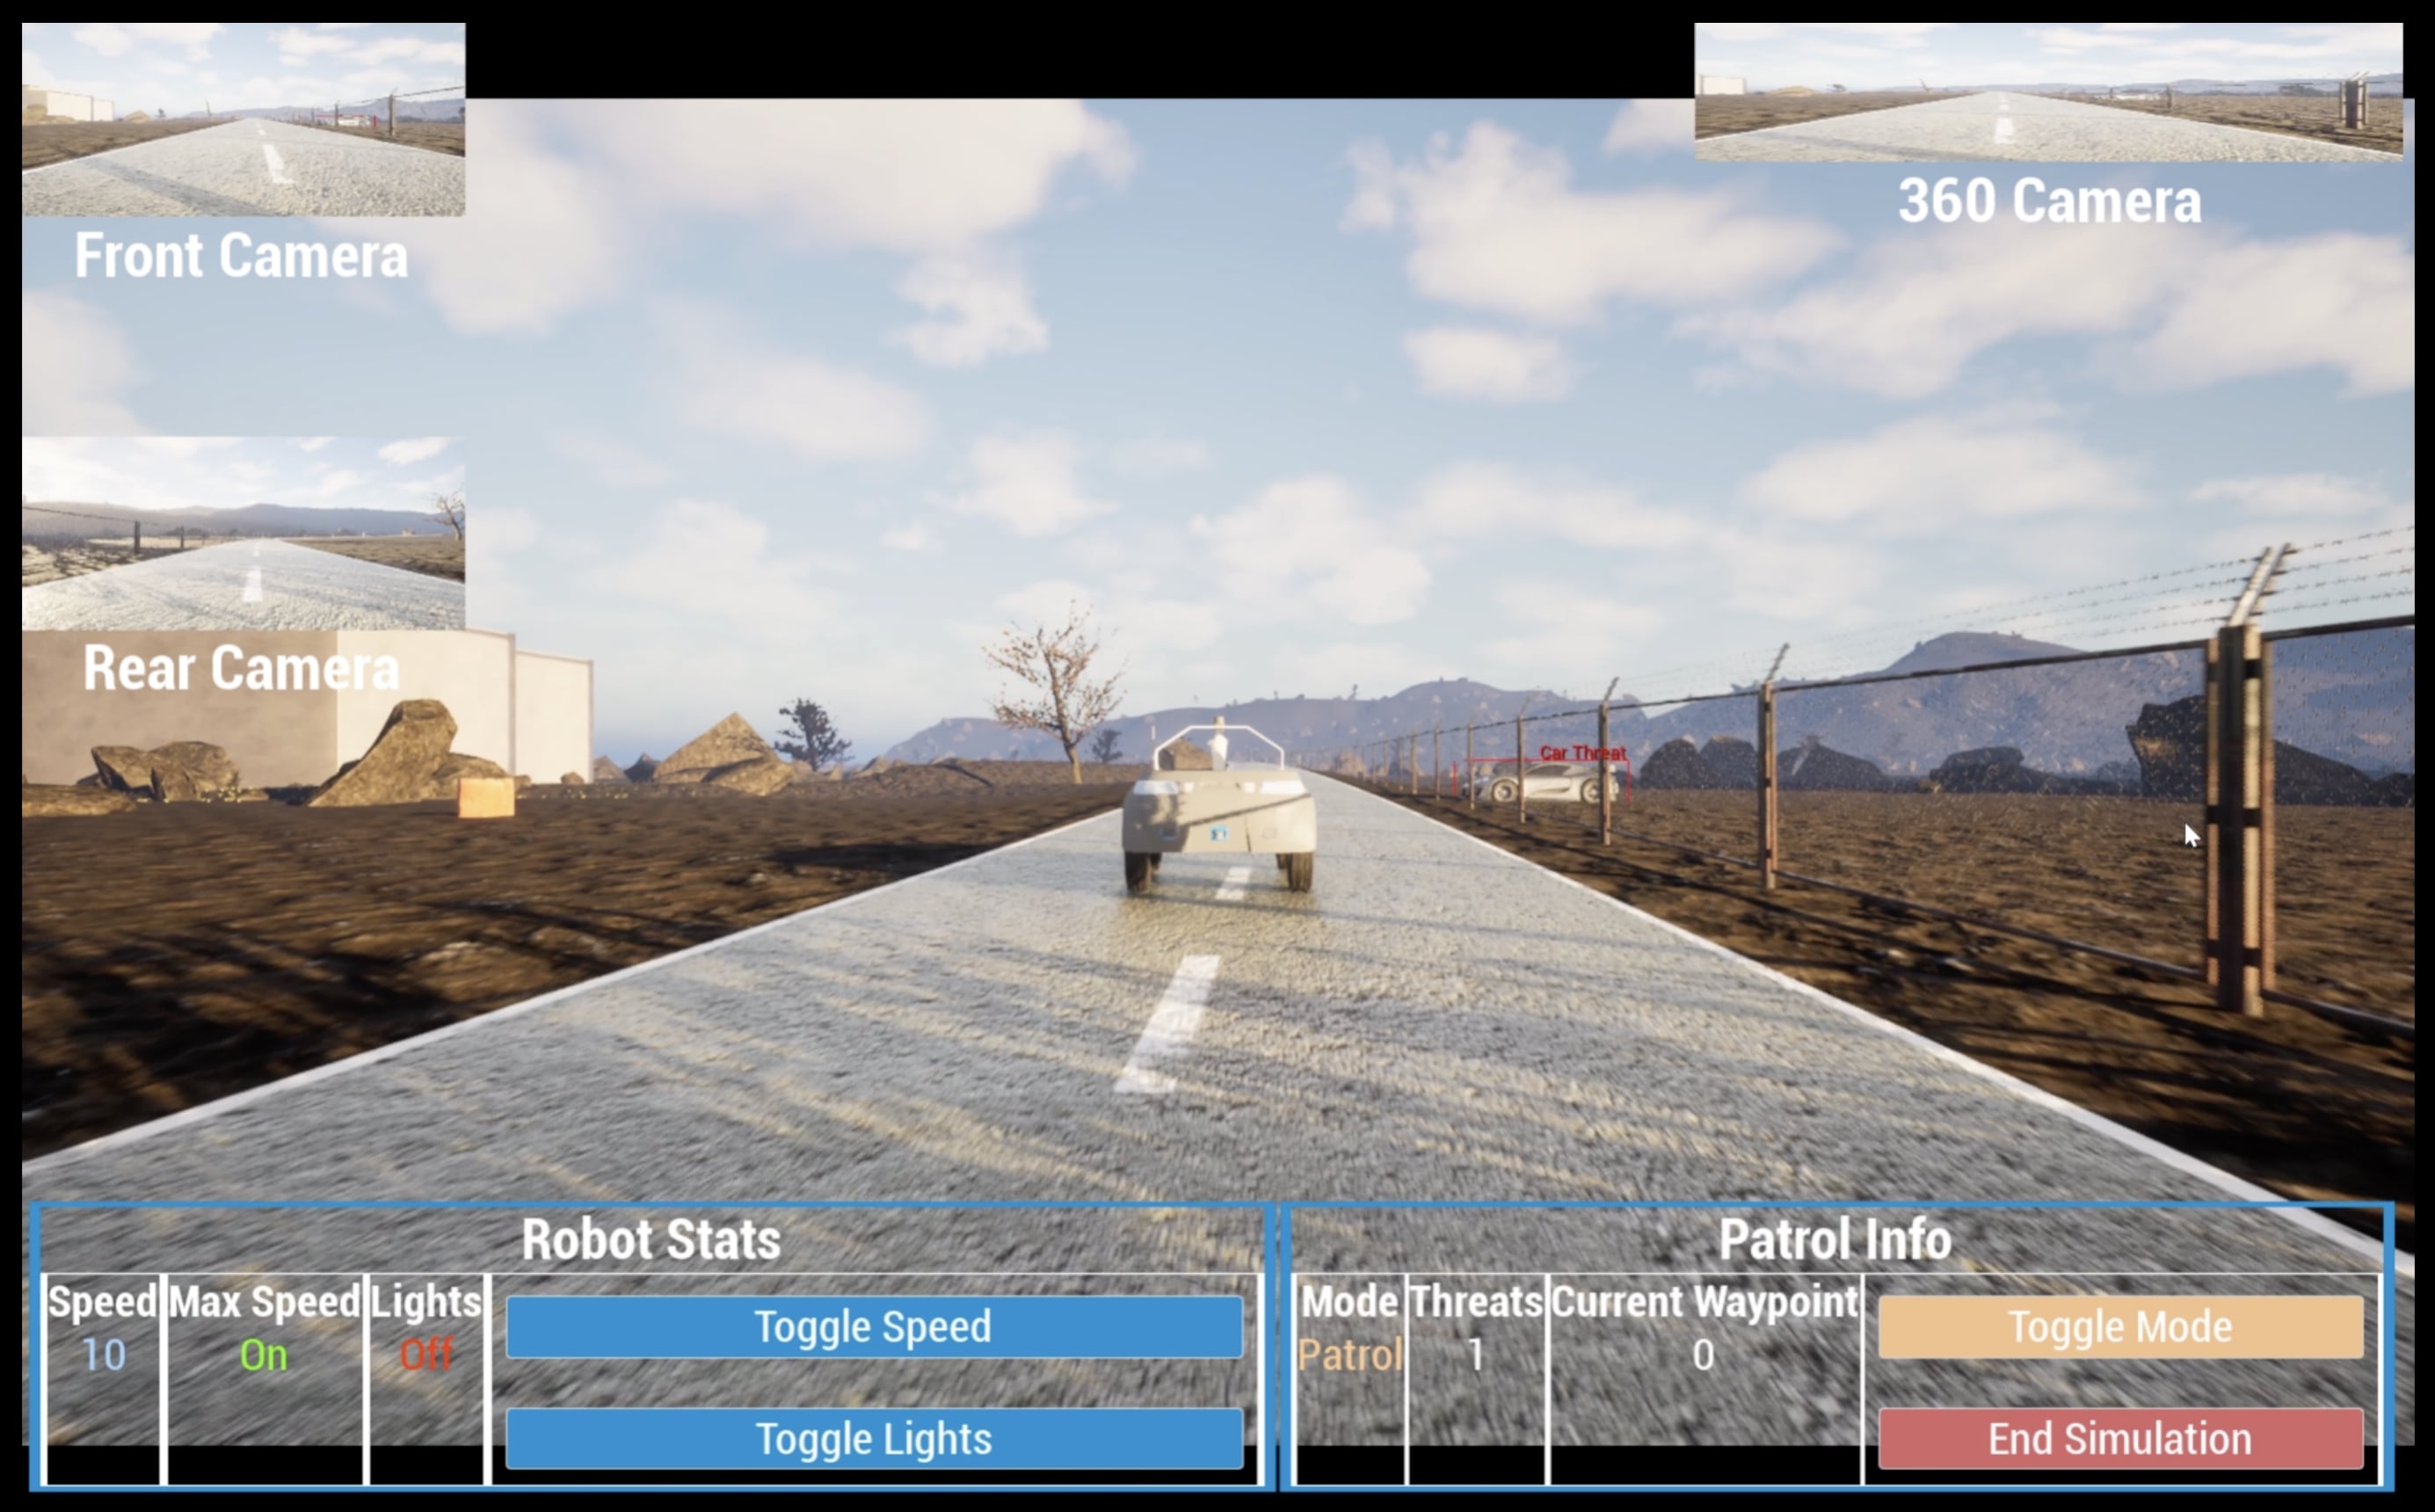 Front Camera
360 Camera
Rear Camera
Car Threat
Robot Stats
Speed Max Speed Lights
10 On Off
Toggle Speed
Toggle Lights
Patrol Info
Mode Threats Current Waypoint
Patrol 1 0
Toggle Mode
End Simulation